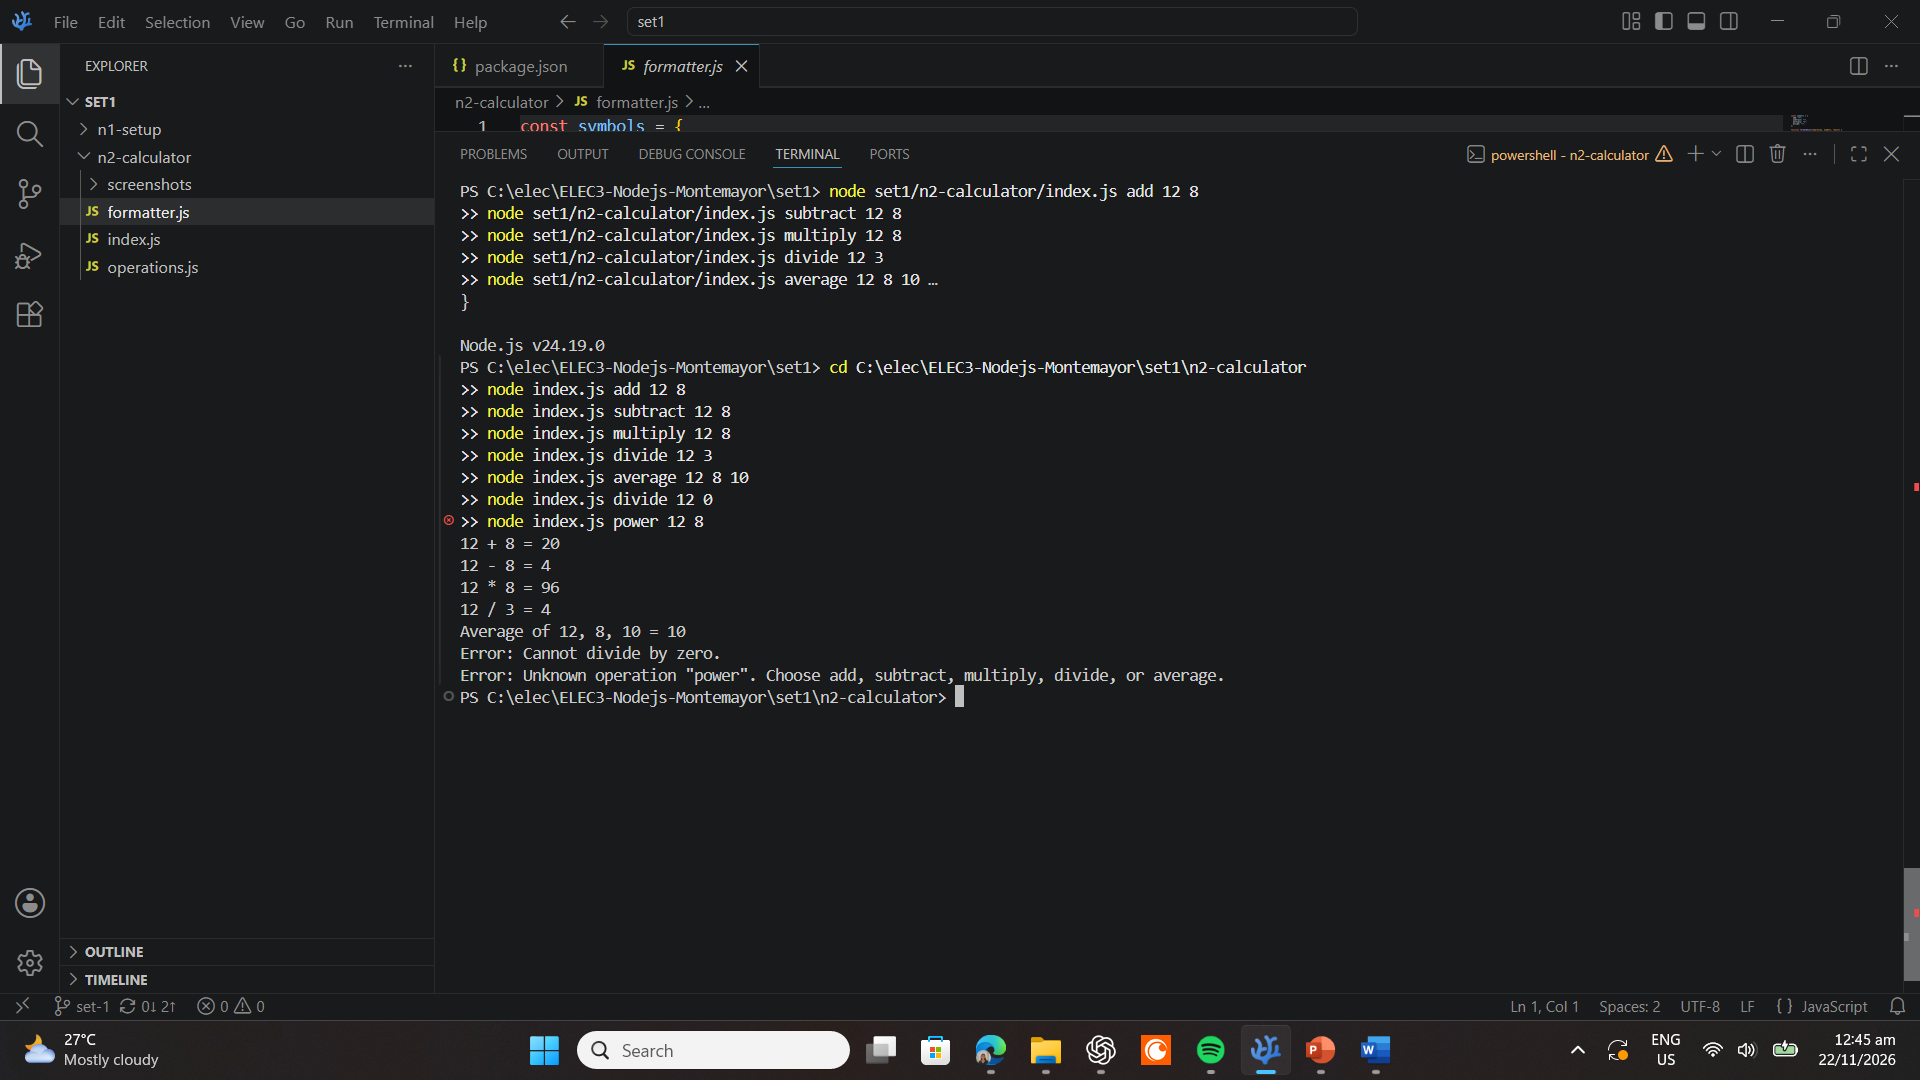 File Edit Selection View Go Run Terminal Help
set1
EXPLORER
SET1
n1-setup
n2-calculator
screenshots
JS formatter.js
JS index.js
JS operations.js
OUTLINE
TIMELINE
{} package.json
JS formatter.js
n2-calculator > JS formatter.js > ...
1 const symbols = {
PROBLEMS OUTPUT DEBUG CONSOLE TERMINAL PORTS
powershell - n2-calculator
PS C:\elec\ELEC3-Nodejs-Montemayor\set1> node set1/n2-calculator/index.js add 12 8
>> node set1/n2-calculator/index.js subtract 12 8
>> node set1/n2-calculator/index.js multiply 12 8
>> node set1/n2-calculator/index.js divide 12 3
>> node set1/n2-calculator/index.js average 12 8 10 …
}
Node.js v24.19.0
PS C:\elec\ELEC3-Nodejs-Montemayor\set1> cd C:\elec\ELEC3-Nodejs-Montemayor\set1\n2-calculator
>> node index.js add 12 8
>> node index.js subtract 12 8
>> node index.js multiply 12 8
>> node index.js divide 12 3
>> node index.js average 12 8 10
>> node index.js divide 12 0
>> node index.js power 12 8
12 + 8 = 20
12 - 8 = 4
12 * 8 = 96
12 / 3 = 4
Average of 12, 8, 10 = 10
Error: Cannot divide by zero.
Error: Unknown operation "power". Choose add, subtract, multiply, divide, or average.
PS C:\elec\ELEC3-Nodejs-Montemayor\set1\n2-calculator>
set-1 0↓ 2↑ 0 0
Ln 1, Col 1 Spaces: 2 UTF-8 LF {} JavaScript
27°C
Mostly cloudy
Search
ENG
US
12:45 am
22/11/2026